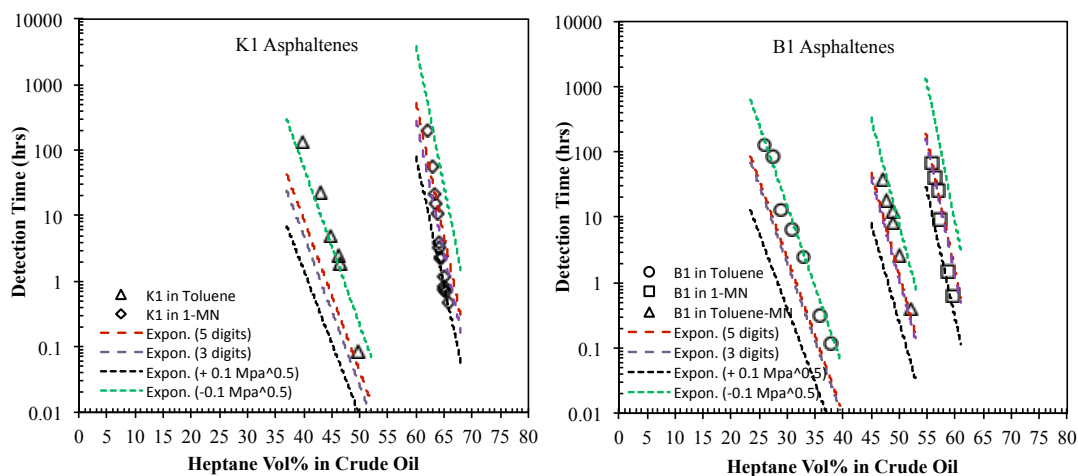 K1 Asphaltenes
10000
1000
100
10
1
0.1
0.01
Detection Time (hrs)
K1 in Toluene
K1 in 1-MN
Expon. (5 digits)
Expon. (3 digits)
Expon. (+ 0.1 Mpa^0.5)
Expon. (-0.1 Mpa^0.5)
0 5 10 15 20 25 30 35 40 45 50 55 60 65 70 75 80
Heptane Vol% in Crude Oil
B1 Asphaltenes
10000
1000
100
10
1
0.1
0.01
Detection Time (hrs)
B1 in Toluene
B1 in 1-MN
B1 in Toluene-MN
Expon. (5 digits)
Expon. (3 digits)
Expon. (+ 0.1 Mpa^0.5)
Expon. (-0.1 Mpa^0.5)
0 5 10 15 20 25 30 35 40 45 50 55 60 65 70 75 80
Heptane Vol% in Crude Oil